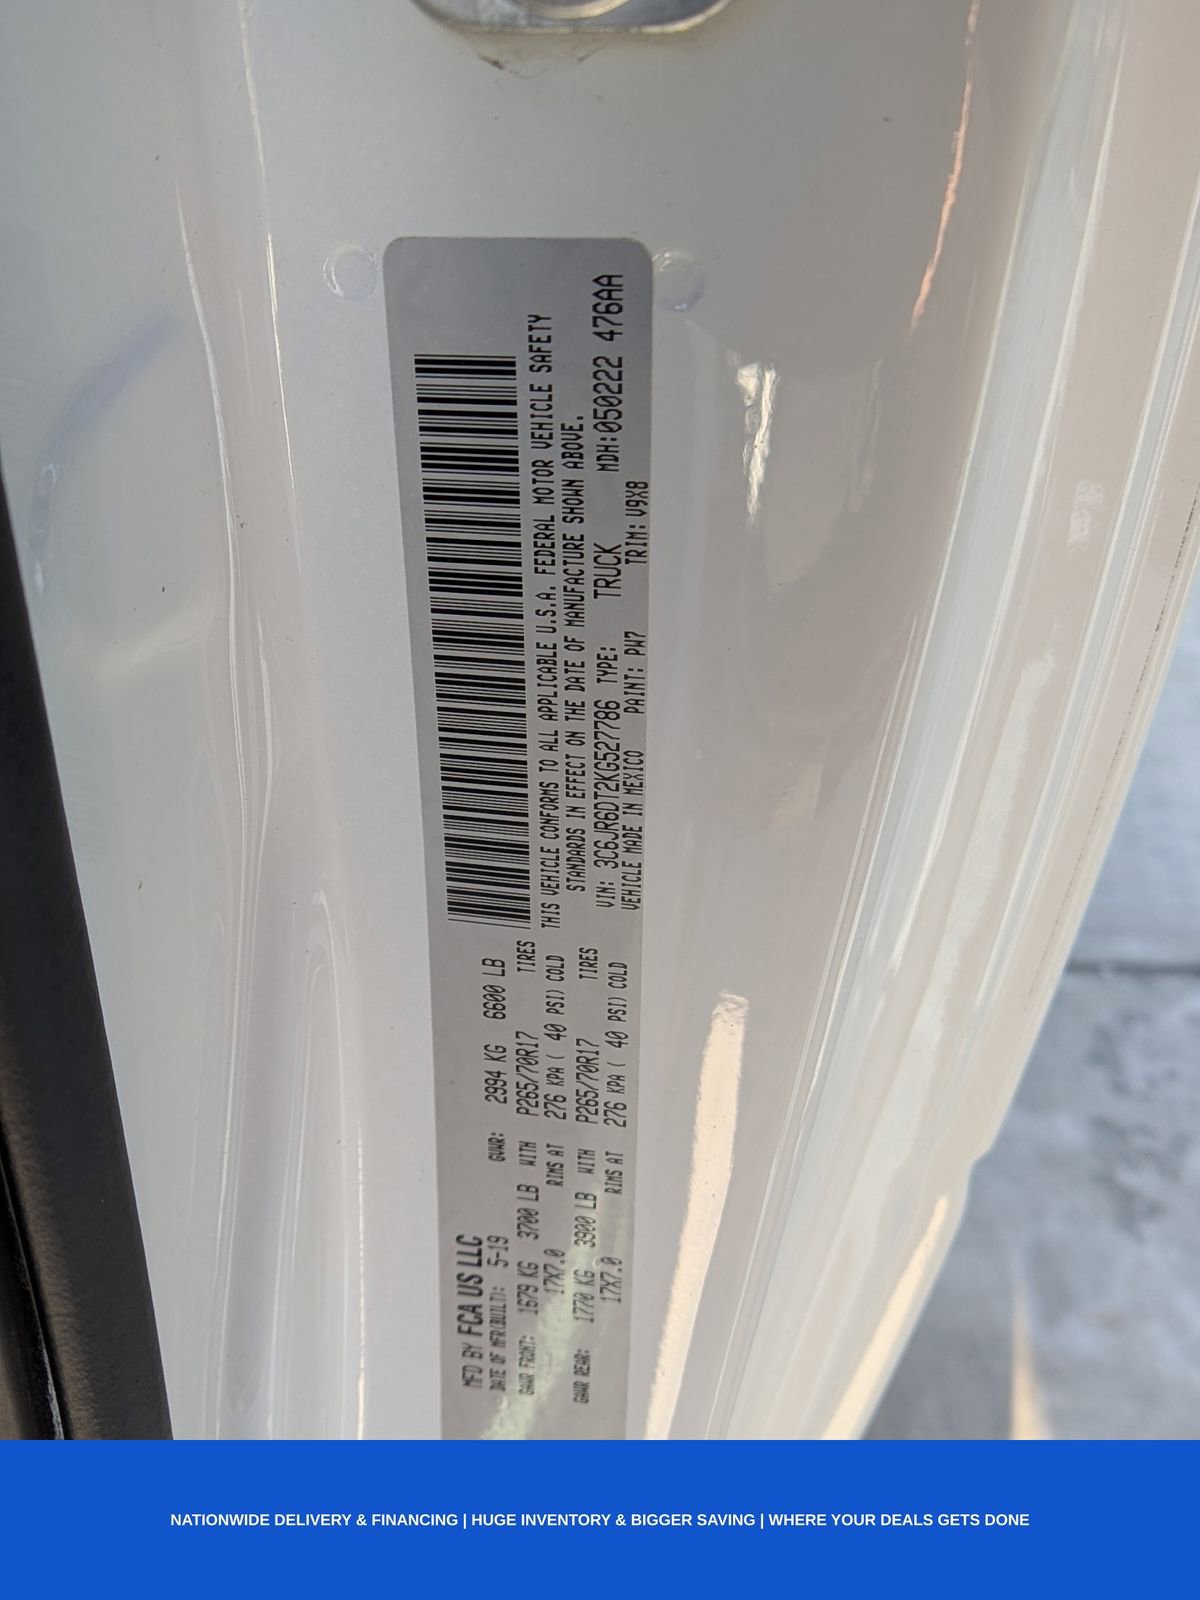 MFD BY FCA US LLC
DATE OF MFR(BUILT): 5-19 GVWR: 2994 KG 6600 LB
GAWR FRONT: 1679 KG 3700 LB WITH P265/70R17 TIRES
17X7.0 RIMS AT 276 KPA ( 40 PSI) COLD
GAWR REAR: 1770 KG 3900 LB WITH P265/70R17 TIRES
17X7.0 RIMS AT 276 KPA ( 40 PSI) COLD
THIS VEHICLE CONFORMS TO ALL APPLICABLE U.S.A. FEDERAL MOTOR VEHICLE SAFETY
STANDARDS IN EFFECT ON THE DATE OF MANUFACTURE SHOWN ABOVE.
VIN: 3C6JR6DT2KG527786 TYPE: TRUCK MDH:050222 476AA
VEHICLE MADE IN MEXICO PAINT: PW7 TRIM: V9X8
NATIONWIDE DELIVERY & FINANCING | HUGE INVENTORY & BIGGER SAVING | WHERE YOUR DEALS GETS DONE